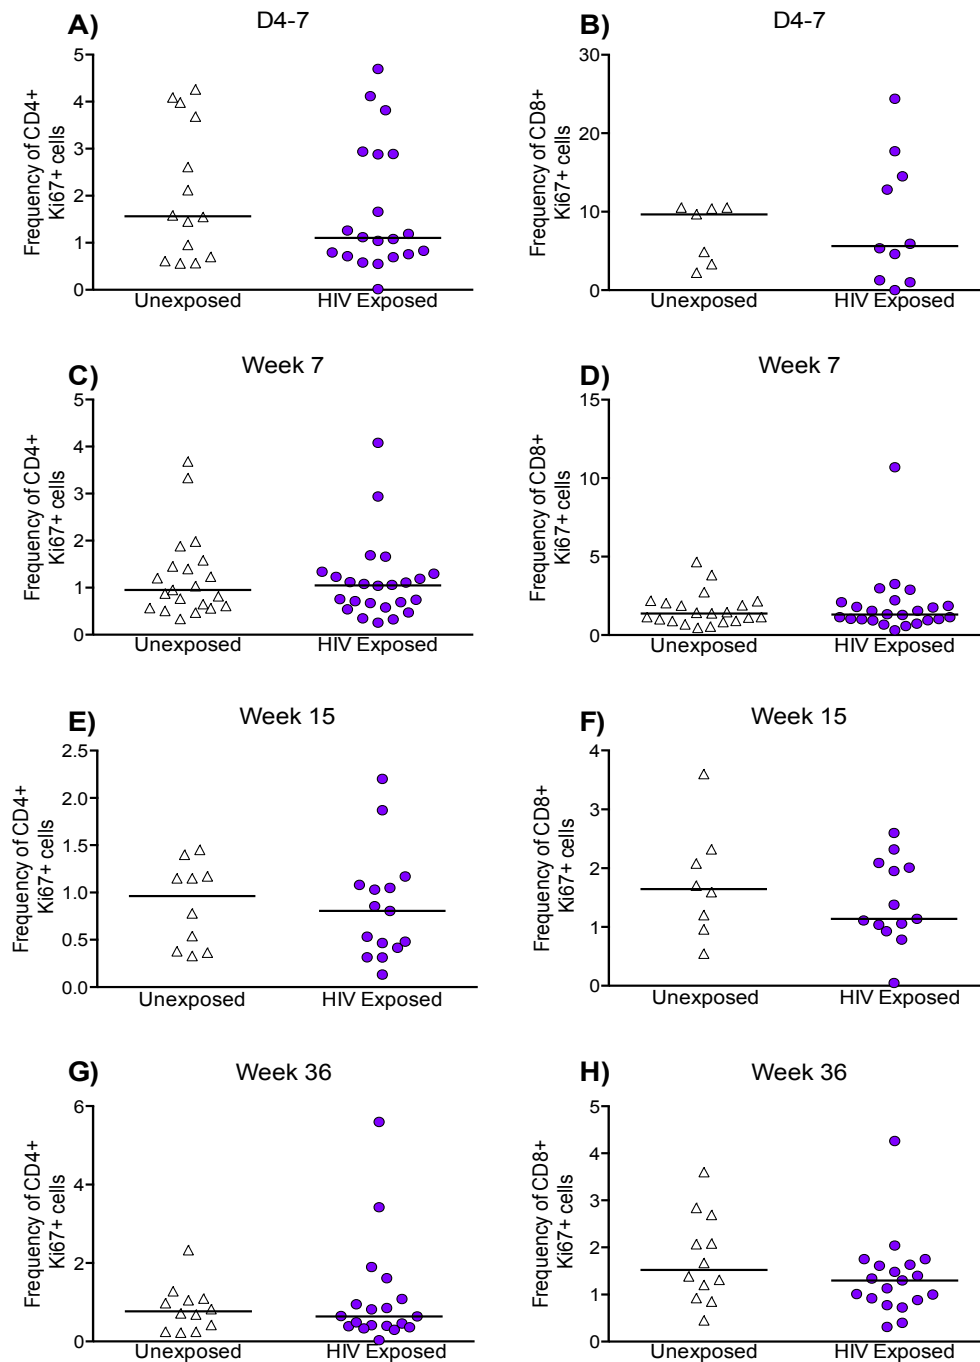 A)
D4-7
Frequency of CD4+
Ki67+ cells
5
4
3
2
1
0
Unexposed
HIV Exposed
B)
D4-7
Frequency of CD8+
Ki67+ cells
30
20
10
0
Unexposed
HIV Exposed
C)
Week 7
Frequency of CD4+
Ki67+ cells
5
4
3
2
1
0
Unexposed
HIV Exposed
D)
Week 7
Frequency of CD8+
Ki67+ cells
15
10
5
0
Unexposed
HIV Exposed
E)
Week 15
Frequency of CD4+
Ki67+ cells
2.5
2.0
1.5
1.0
0.5
0.0
Unexposed
HIV Exposed
F)
Week 15
Frequency of CD8+
Ki67+ cells
4
3
2
1
0
Unexposed
HIV Exposed
G)
Week 36
Frequency of CD4+
Ki67+ cells
6
4
2
0
Unexposed
HIV Exposed
H)
Week 36
Frequency of CD8+
Ki67+ cells
5
4
3
2
1
0
Unexposed
HIV Exposed